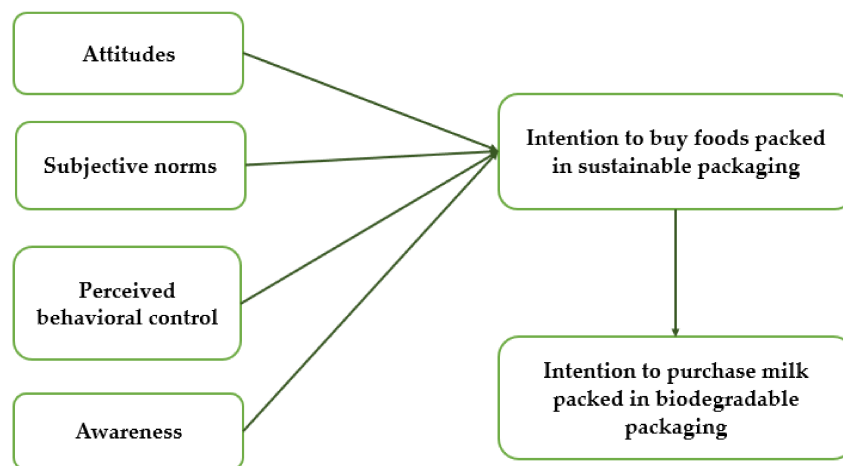 Attitudes
Subjective norms
Perceived
behavioral control
Awareness
Intention to buy foods packed
in sustainable packaging
Intention to purchase milk
packed in biodegradable
packaging